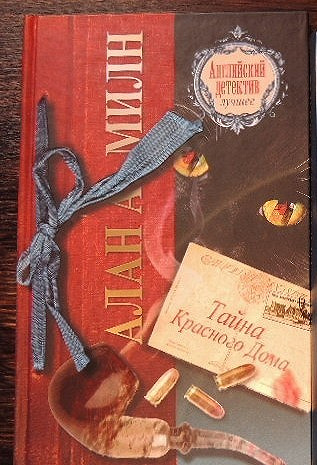 АЛАН А МИЛН
Английский
детектив
лучшее
Тайна
Красного Дома